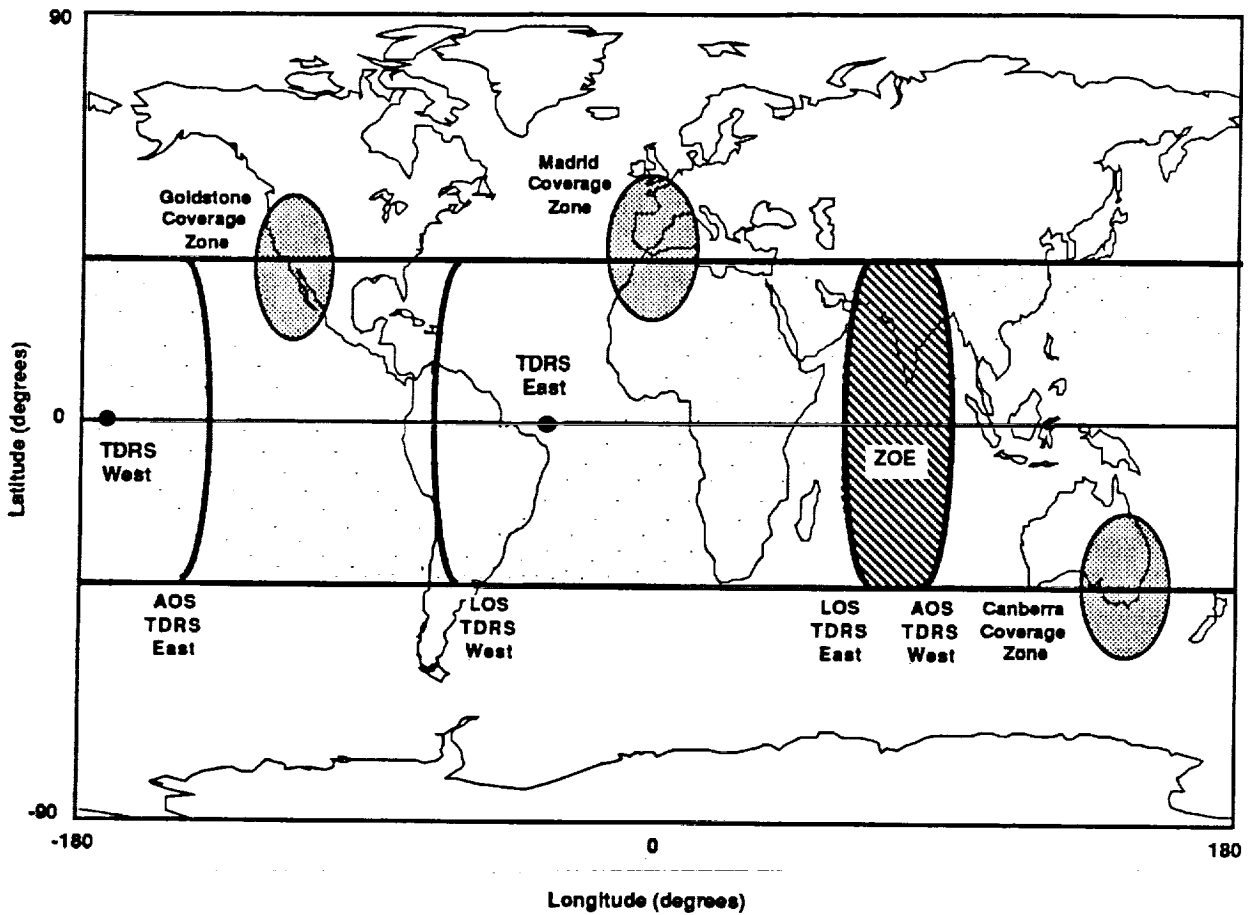 90
Madrid
Coverage
Zone
Goldstone
Coverage
Zone
TDRS
East
Latitude (degrees)
0
TDRS
West
ZOE
AOS
TDRS
East
LOS
TDRS
West
LOS
TDRS
East
AOS
TDRS
West
Canberra
Coverage
Zone
-90
-180
0
180
Longitude (degrees)